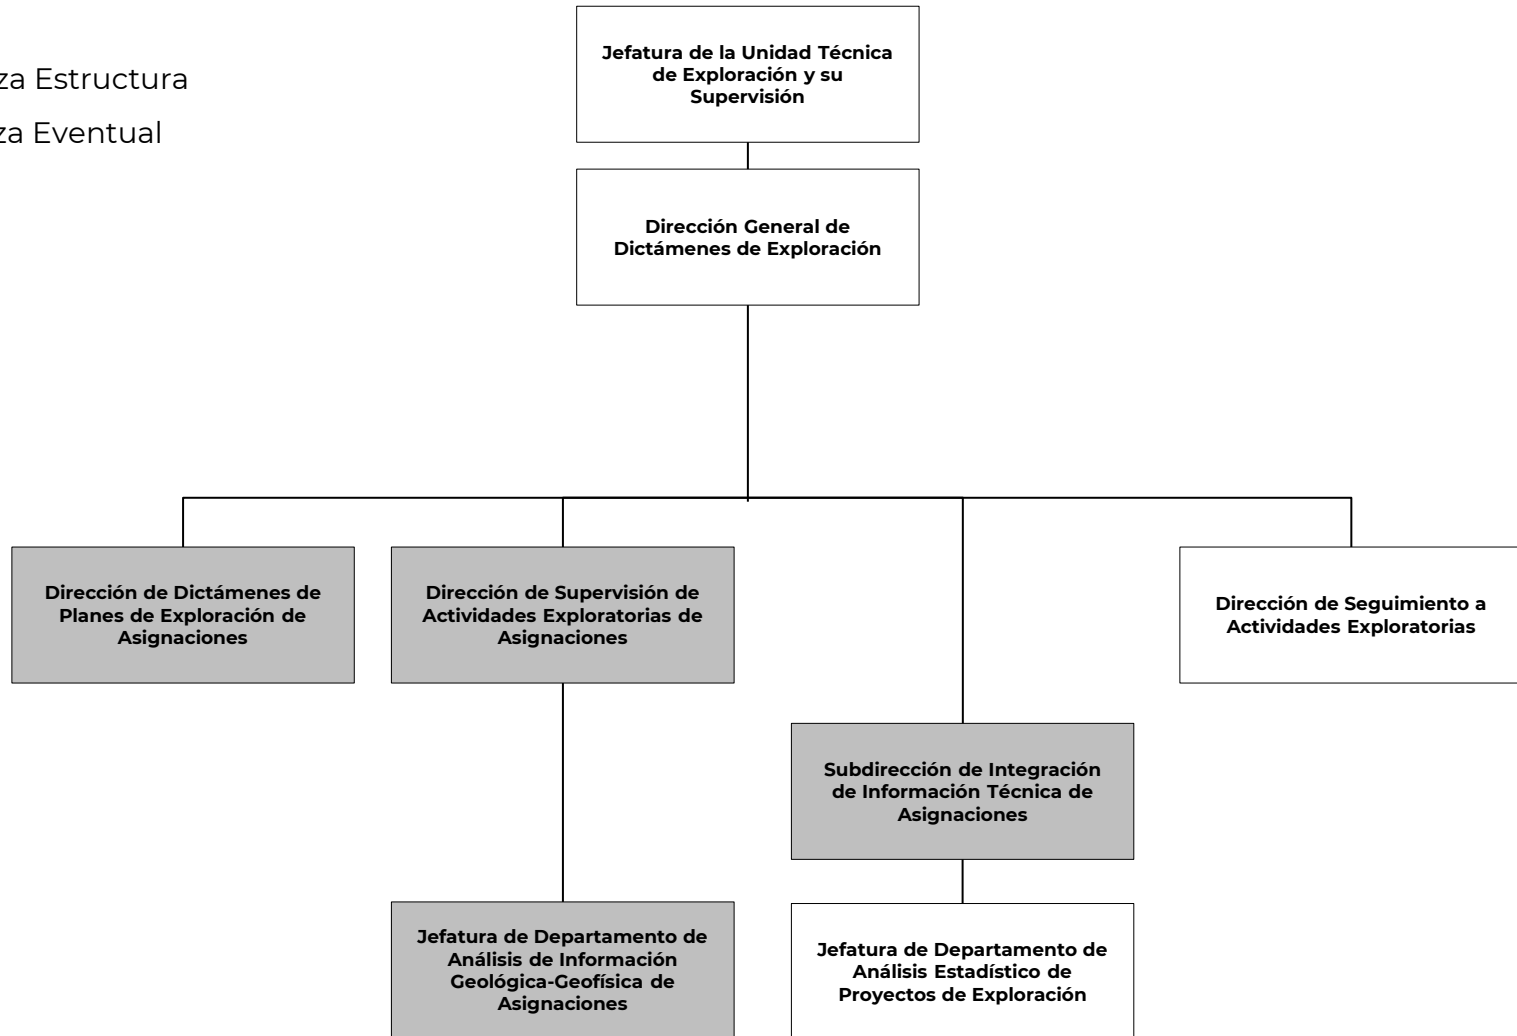 Jefatura de la Unidad Técnica
de Exploración y su
Supervisión
za Estructura
za Eventual
Dirección General de
Dictámenes de Exploración
Dirección de Dictámenes de
Planes de Exploración de
Asignaciones
Dirección de Supervisión de
Actividades Exploratorias de
Asignaciones
Dirección de Seguimiento a
Actividades Exploratorias
Subdirección de Integración
de Información Técnica de
Asignaciones
Jefatura de Departamento de
Análisis de Información
Geológica-Geofísica de
Asignaciones
Jefatura de Departamento de
Análisis Estadístico de
Proyectos de Exploración